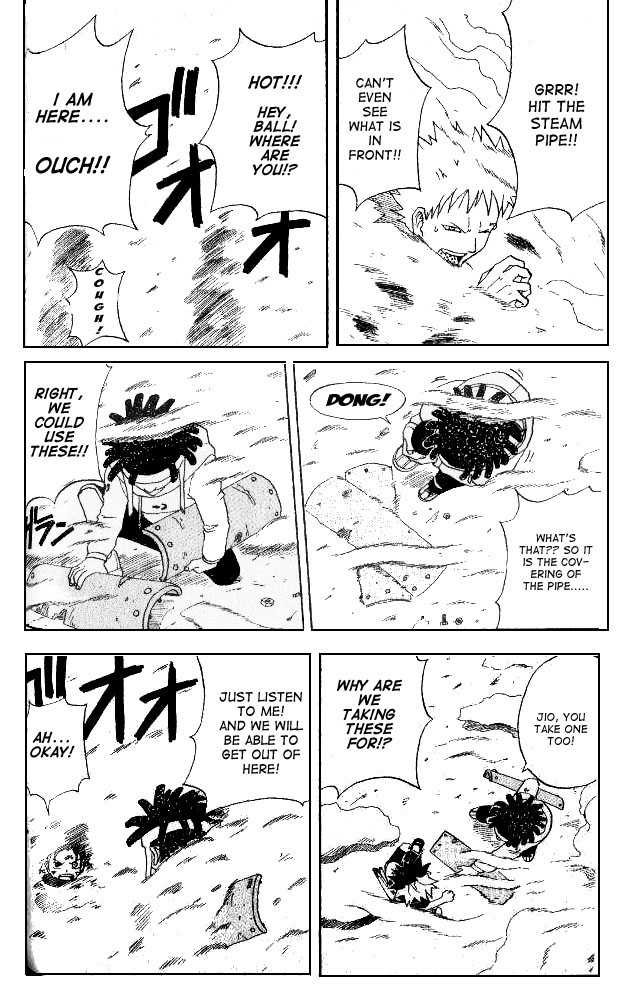 GRRR!
HIT THE
STEAM
PIPE!!
CAN'T
EVEN
SEE
WHAT IS
IN
FRONT!!
HOT!!!
HEY,
BALL!
WHERE
ARE
YOU!?
ゴオオ
I AM
HERE....
OUCH!!
COUGH!
DONG!
WHAT'S
THAT?? SO IT
IS THE COV-
ERING OF
THE PIPE.....
RIGHT,
WE
COULD
USE
THESE!!
JIO, YOU
TAKE ONE
TOO!
WHY ARE
WE
TAKING
THESE
FOR!?
JUST LISTEN
TO ME!
AND WE WILL
BE ABLE TO
GET OUT OF
HERE!
オオ
AH...
OKAY!